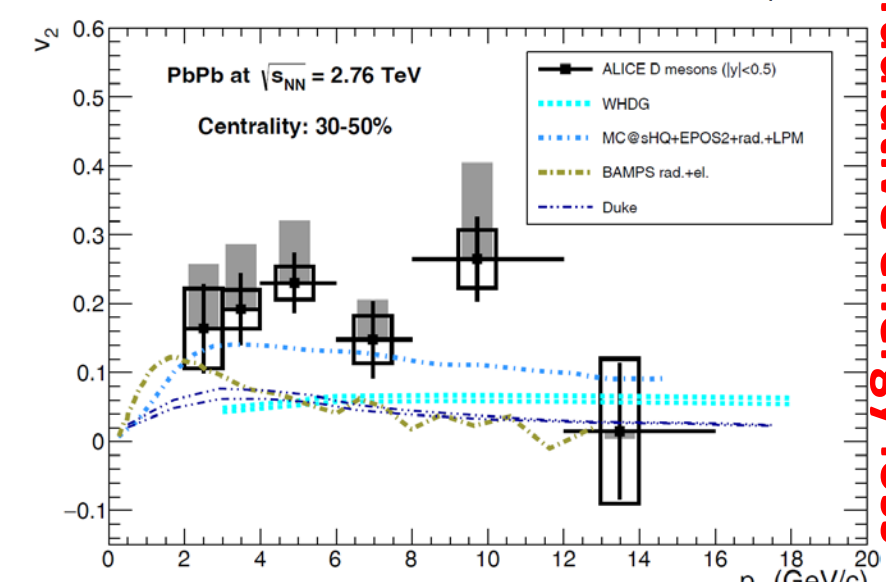 v2
0.6
0.5
0.4
0.3
0.2
0.1
0
−0.1
PbPb at √sNN = 2.76 TeV
Centrality: 30-50%
ALICE D mesons (|y|<0.5)
WHDG
MC@sHQ+EPOS2+rad.+LPM
BAMPS rad.+el.
Duke
0 2 4 6 8 10 12 14 16 18 20
(GeV/c)